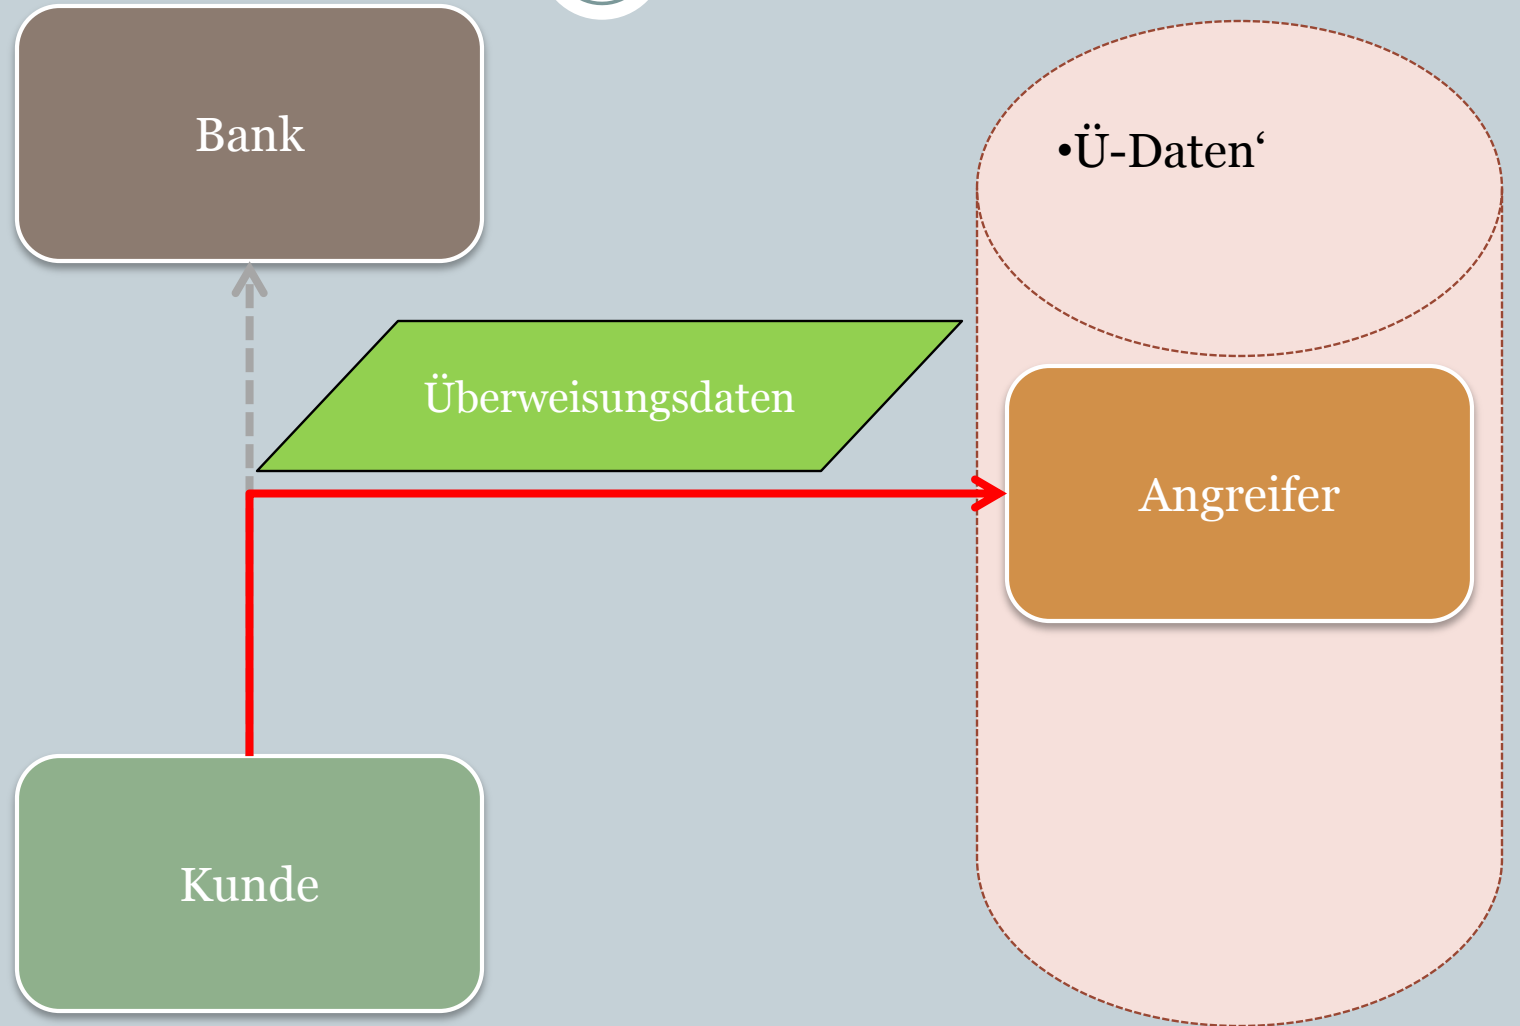 Bank
•Ü-Daten‘
Überweisungsdaten
Angreifer
Kunde